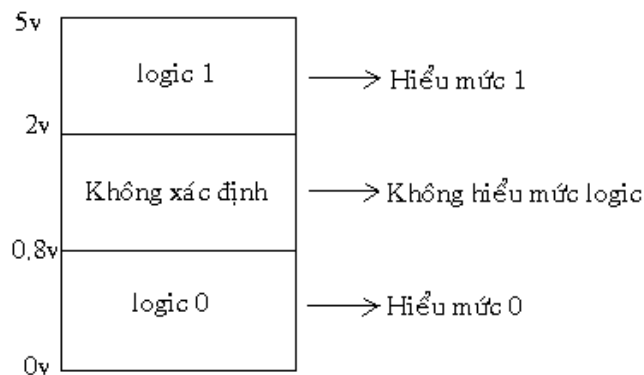 5v
logic 1
Hiểu mức 1
2v
Không xác định
Không hiểu mức logic
0,8v
logic 0
Hiểu mức 0
0v